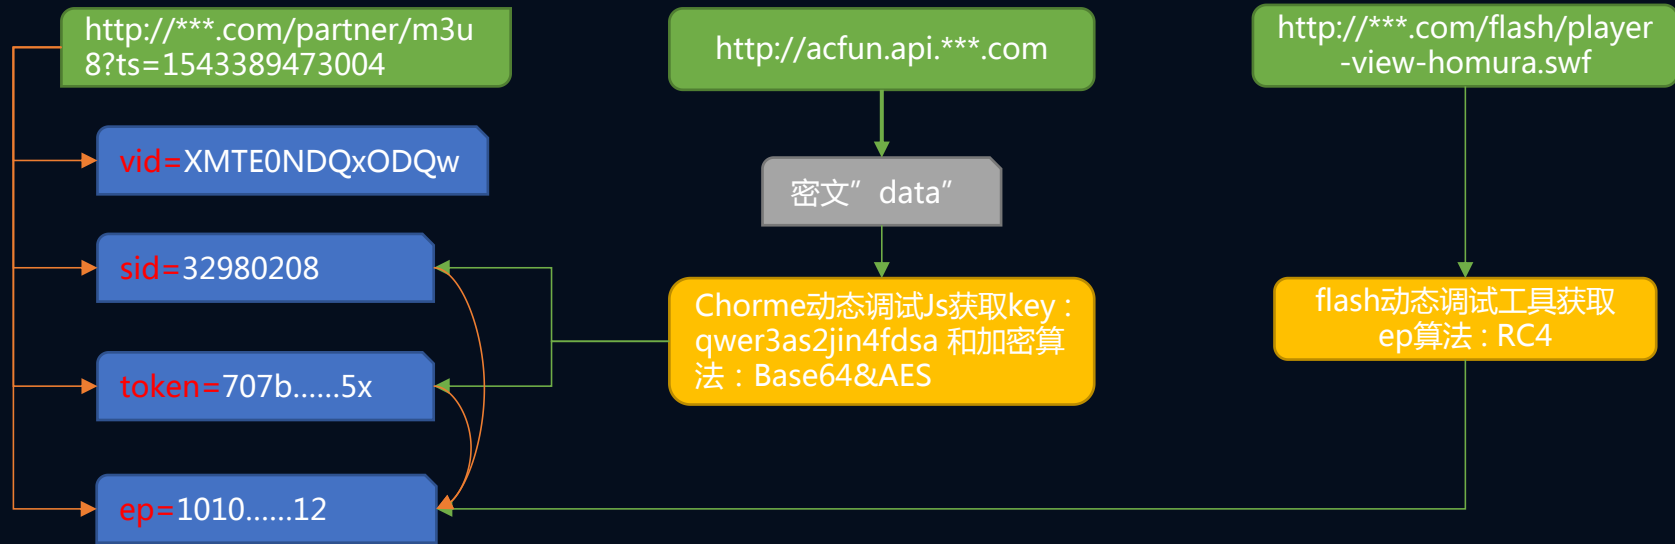 http://***.com/partner/m3u
8?ts=1543389473004
http://acfun.api.***.com
http://***.com/flash/player
-view-homura.swf
vid=XMTE0NDQxODQw
密文”data”
sid=32980208
Chorme动态调试Js获取key：
qwer3as2jin4fdsa 和加密算
法：Base64&AES
flash动态调试工具获取
ep算法：RC4
token=707b......5x
ep=1010......12